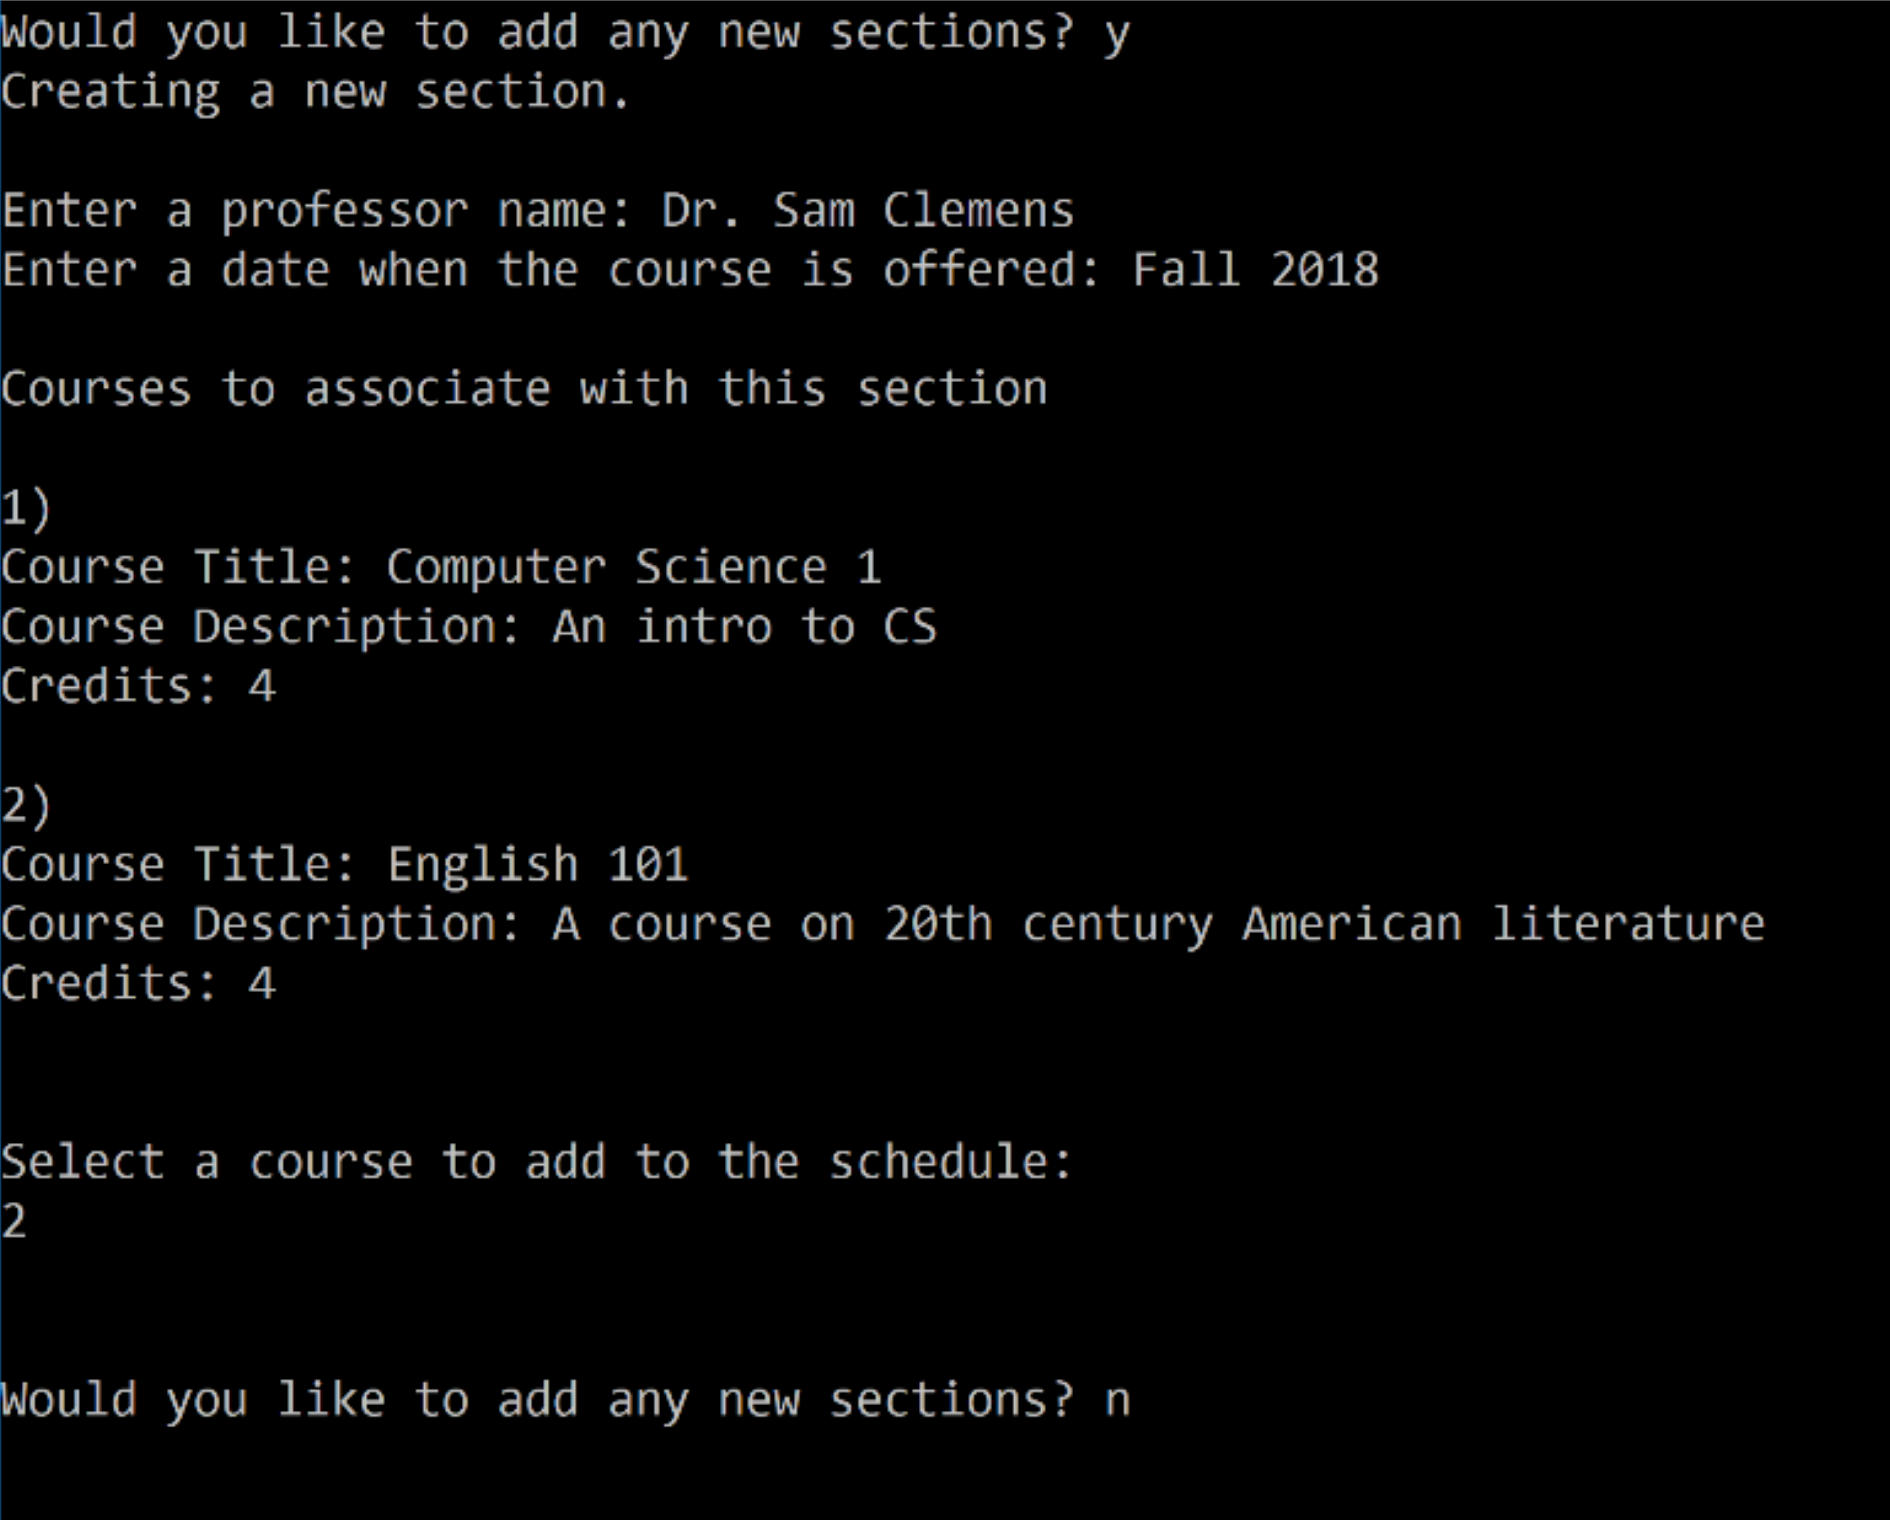 Would you like to add any new sections? y
Creating a new section.
Enter a professor name: Dr. Sam Clemens
Enter a date when the course is offered: Fall 2018
Courses to associate with this section
1)
Course Title: Computer Science 1
Course Description: An intro to CS
Credits: 4
2)
Course Title: English 101
Course Description: A course on 20th century American literature
Credits: 4
Select a course to add to the schedule:
2
Would you like to add any new sections? n